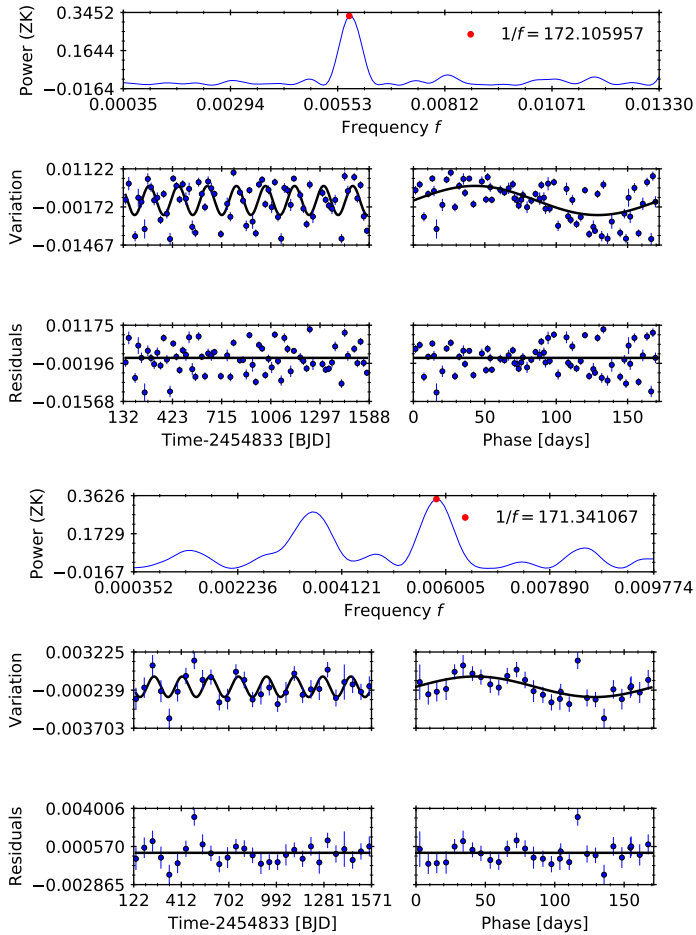 0.3452
Power (ZK)
1/f = 172.105957
−0.0164
0.00035 0.00294 0.00553 0.00812 0.01071 0.01330
Frequency f
0.01122
Variation
−0.00172
−0.01467
0.01175
Residuals
−0.00196
−0.01568
132 423 715 1006 1297 1588 0 50 100 150
Time-2454833 [BJD] Phase [days]
0.3626
Power (ZK)
1/f = 171.341067
0.1729
−0.0167
0.000352 0.002236 0.004121 0.006005 0.007890 0.009774
Frequency f
0.003225
Variation
−0.000239
−0.003703
0.004006
Residuals
0.000570
−0.002865
122 412 702 992 1281 1571 0 50 100 150
Time-2454833 [BJD] Phase [days]